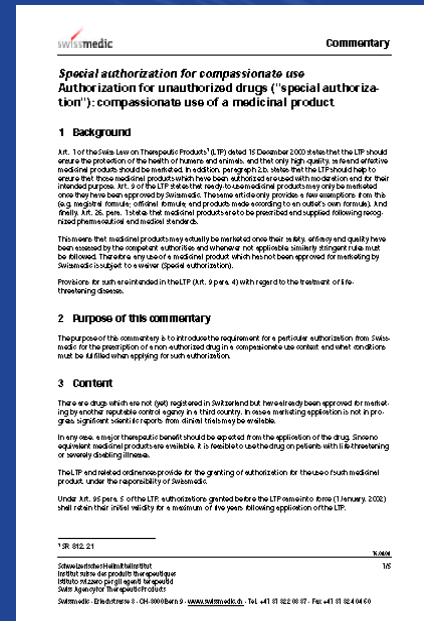 swissmedic
Commentary
Special authorization for compassionate use
Authorization for unauthorized drugs ("special authoriza-
tion"): compassionate use of a medicinal product
1 Background
Art. 1 of the Swiss Law on Therapeutic Products¹ (LTP) dated 15 December 2000 states that the LTP should
ensure the protection of the health of humans and animals, and that only high quality, safe and effective
medicinal products should be marketed. In addition, paragraph 2.b. states that the LTP should help to
ensure that those medicinal products which have been authorized are used with moderation and for their
intended purpose. Art. 9 of the LTP states that ready-to-use medicinal products may only be marketed
once they have been approved by Swissmedic. The same article only provides a few exemptions from this
(e.g. magistral formula; officinal formula; and products made according to an outlet's own formula). And
finally, Art. 26, para. 1 states that medicinal products are to be prescribed and supplied following recog-
nized pharmaceutical and medical standards.
This means that medicinal products may actually be marketed once their safety, efficacy and quality have
been assessed by the competent authorities and whenever not applicable similarly stringent rules must
be followed. Therefore, any use of a medicinal product which has not been approved for marketing by
Swissmedic is subject to a waiver (Special authorization).
Provisions for such are intended in the LTP (Art. 9 para. 4) with regard to the treatment of life-
threatening diseases.
2 Purpose of this commentary
The purpose of this commentary is to introduce the requirement for a particular authorization from Swiss-
medic for the prescription of a non authorized drug in a compassionate use context and what conditions
must be fulfilled when applying for such authorization.
3 Content
There are drugs which are not (yet) registered in Switzerland but have already been approved for market-
ing by another reputable control agency in a third country. In case a marketing application is not in pro-
gress significant scientific reports from clinical trials may be available.
In any case, a major therapeutic benefit should be expected from the application of the drug. Since no
equivalent medicinal products are available, it is feasible to use the drug on patients with life-threatening
or severely disabling illnesses.
The LTP and related ordinances provide for the granting of authorization for the use of such medicinal
product, under the responsibility of Swissmedic.
Under Art. 95 para. 5 of the LTP, authorizations granted before the LTP came into force (1 January, 2002)
shall retain their initial validity for a maximum of five years following application of the LTP.
¹ SR 812.21
1/5
Schweizerisches Heilmittelinstitut
Institut suisse des produits thérapeutiques
Istituto svizzero per gli agenti terapeutici
Swiss Agency for Therapeutic Products
Swissmedic - Erlachstrasse 8 - CH-3000 Bern 9 - www.swissmedic.ch - Tel. +41 31 322 03 87 - Fax +41 31 324 04 60